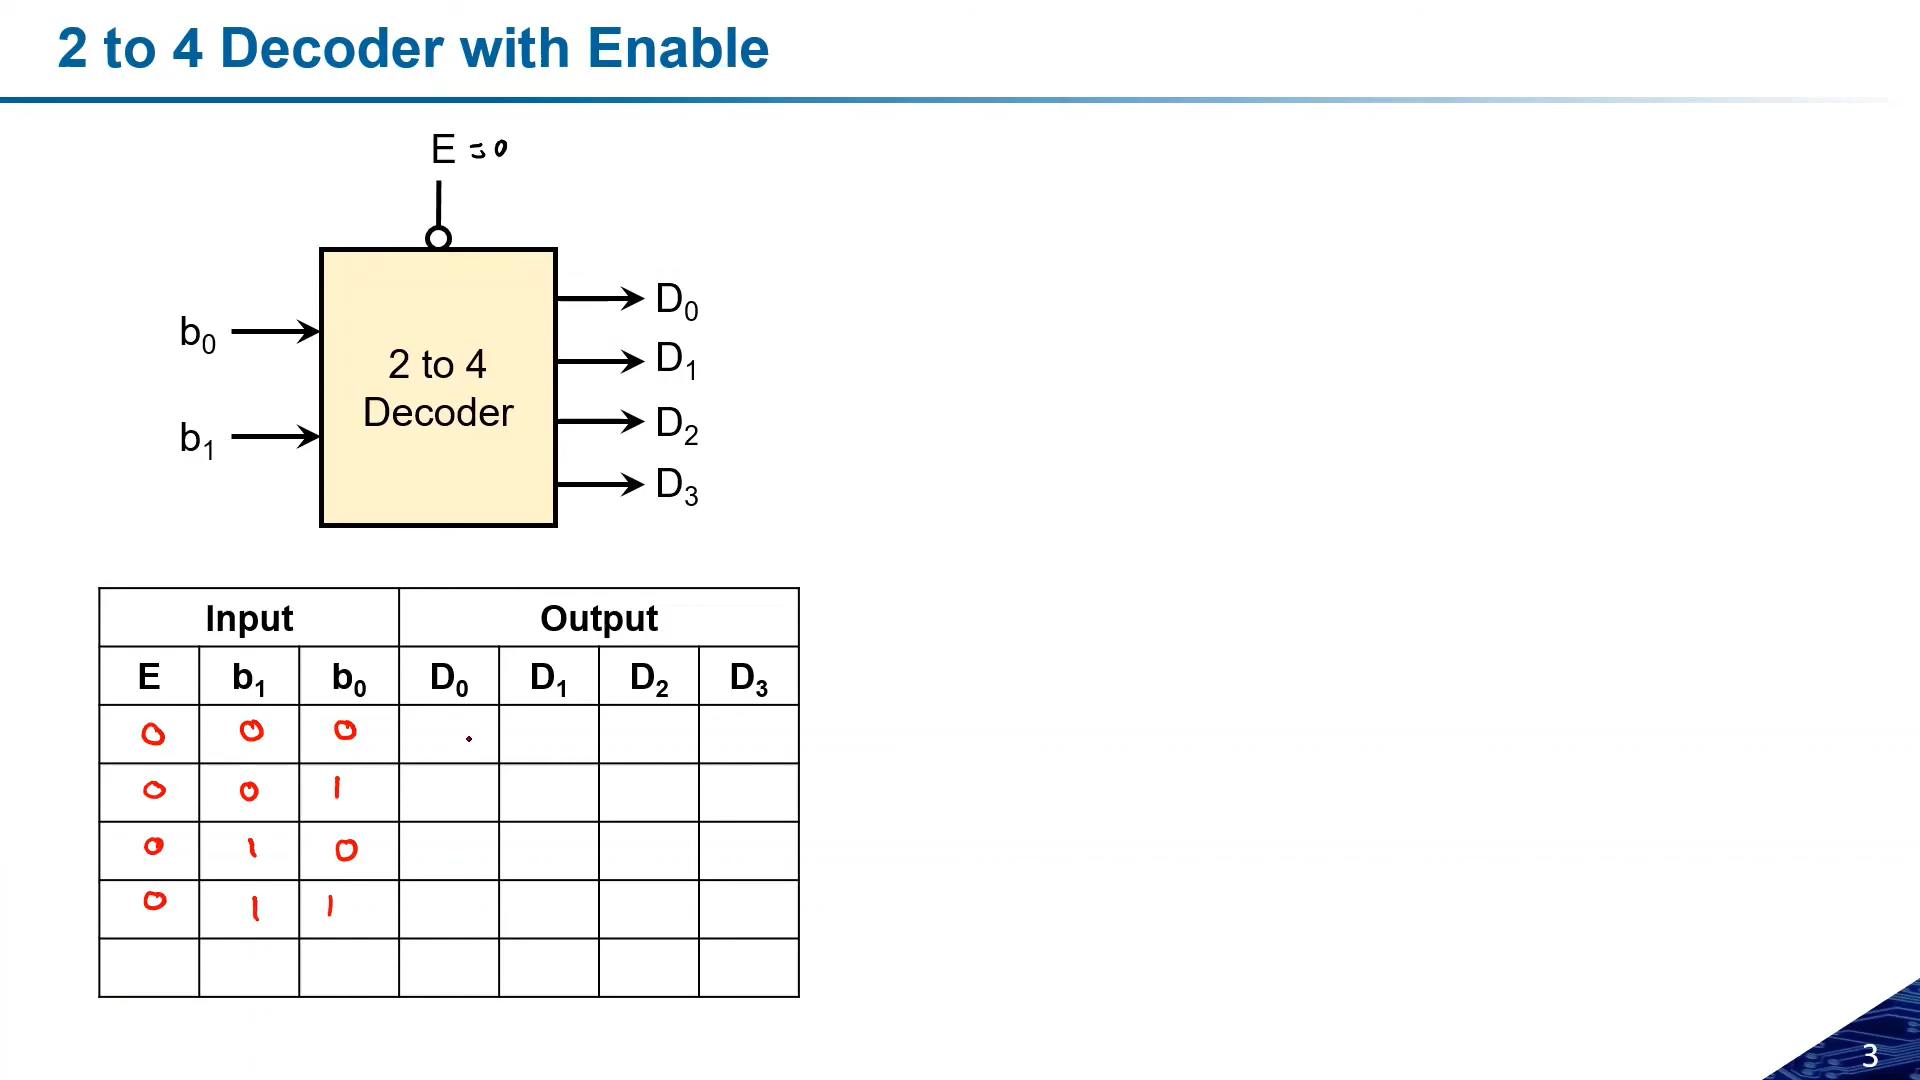 2 to 4 Decoder with Enable
E = 0
b0
b1
2 to 4
Decoder
D0
D1
D2
D3
Input Output
E b1 b0 D0 D1 D2 D3
0 0 0
0 0 1
0 1 0
0 1 1
3